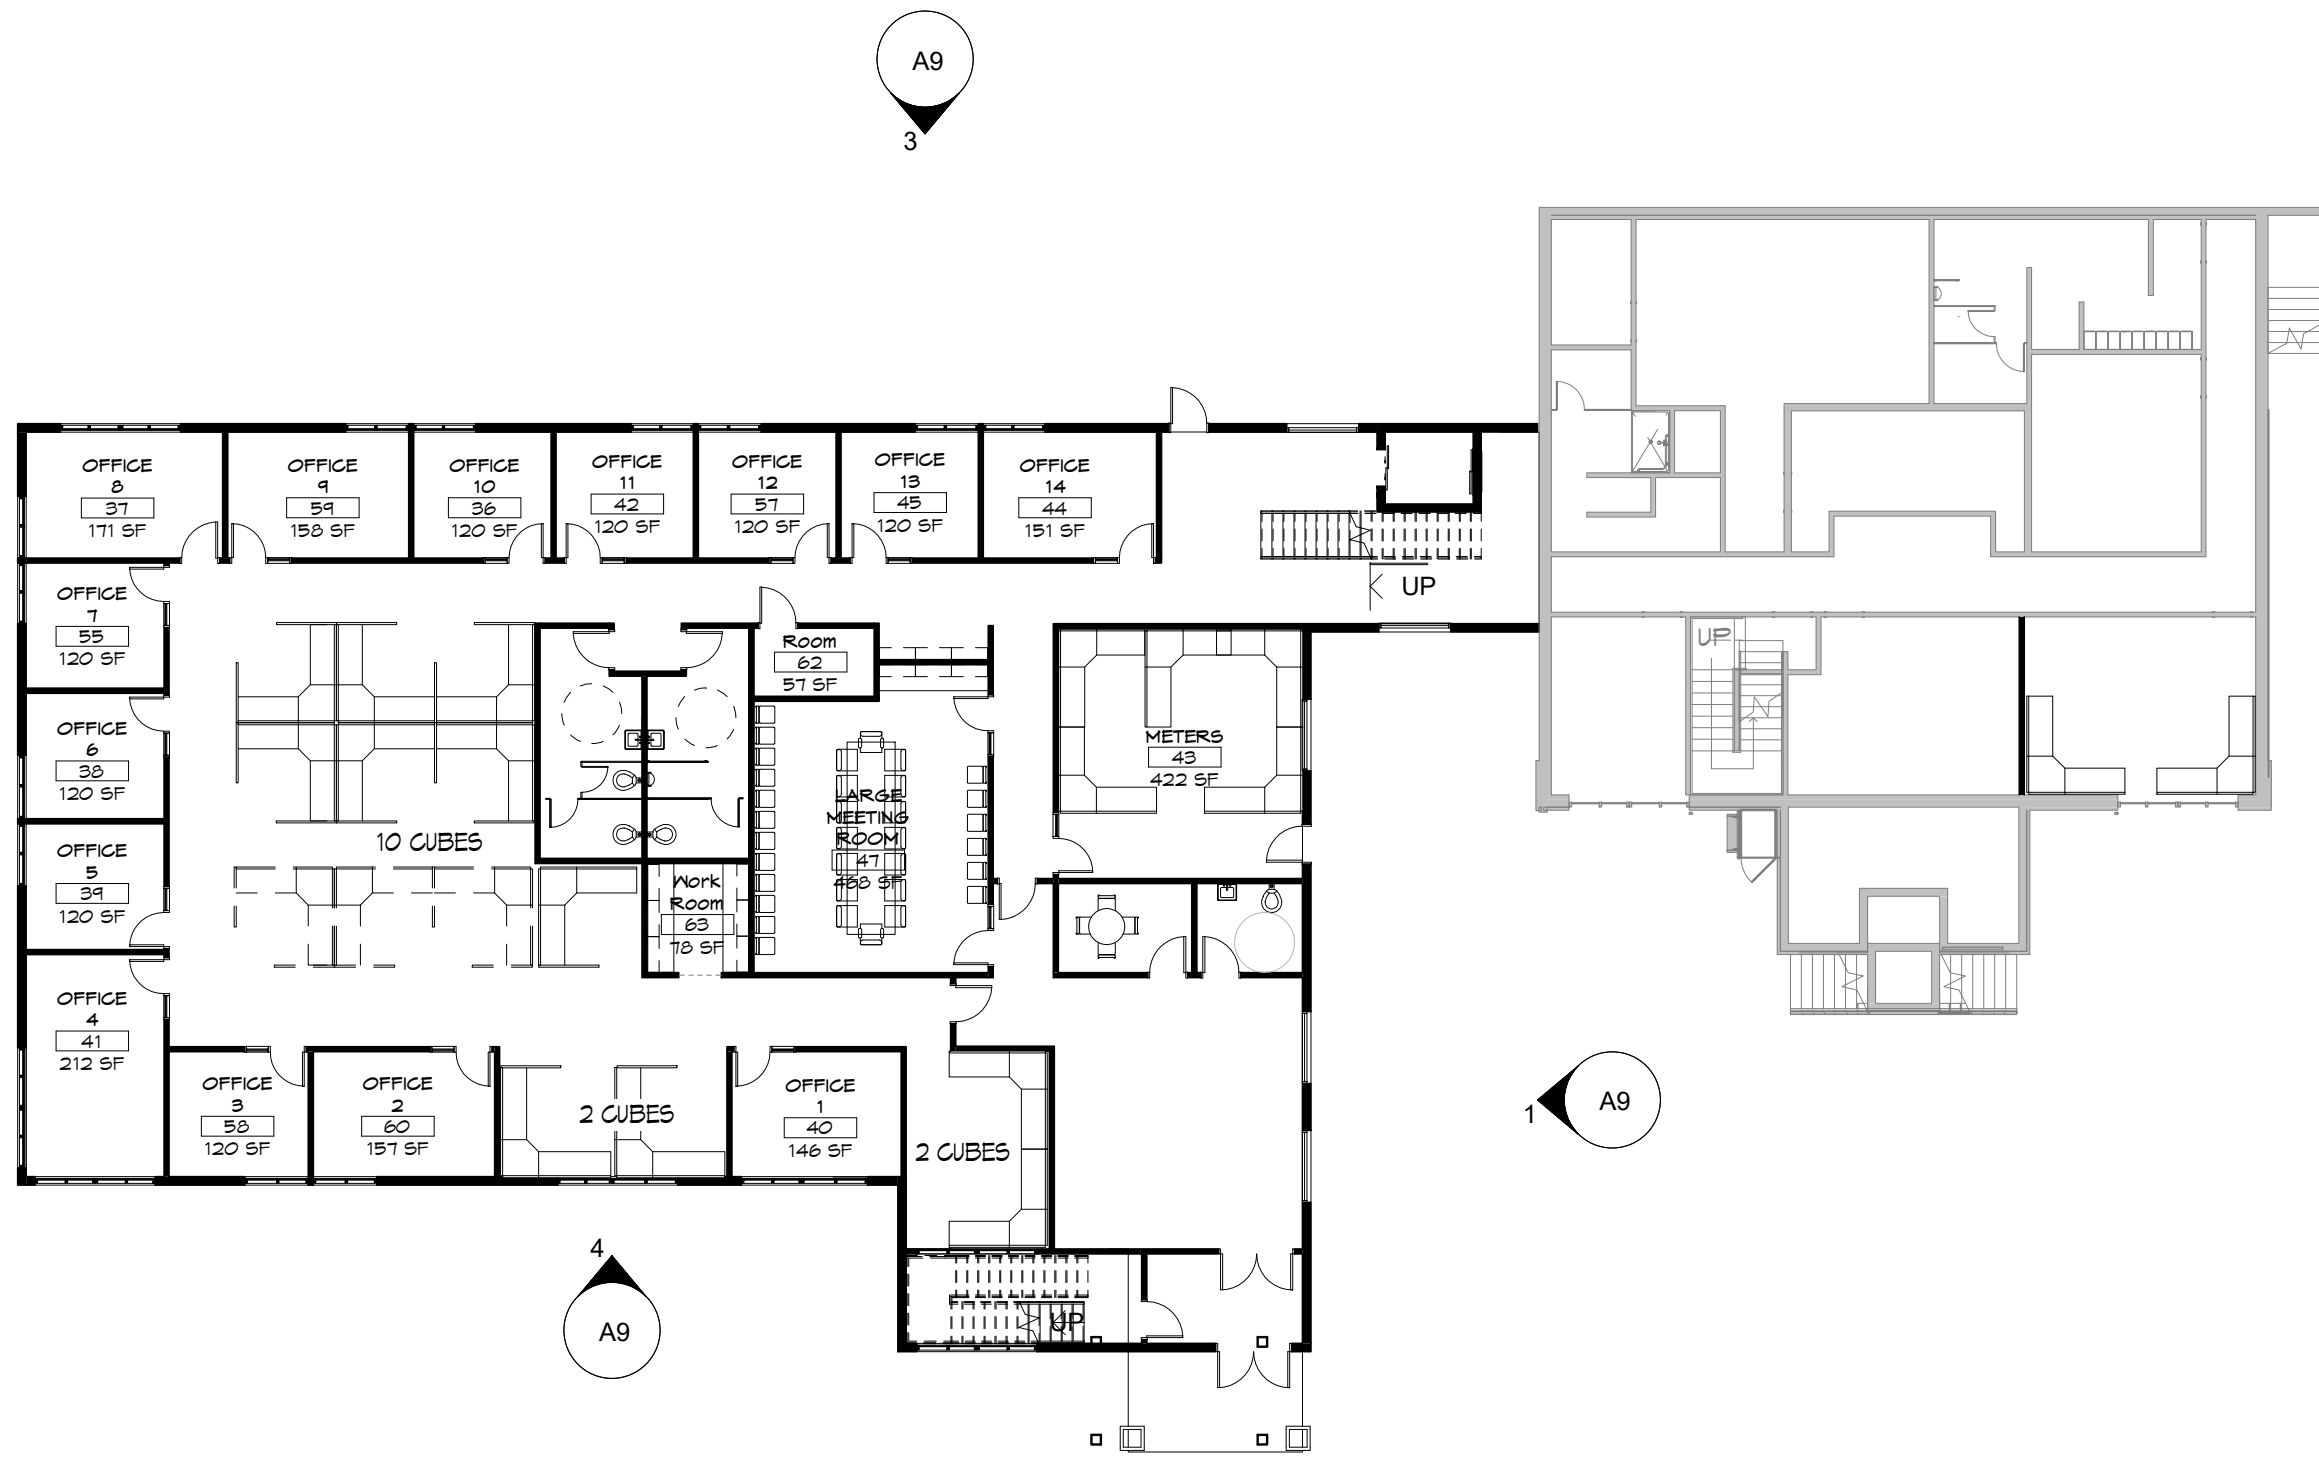 A9
3
OFFICE
8
37
171 SF
OFFICE
9
59
158 SF
OFFICE
10
36
120 SF
OFFICE
11
42
120 SF
OFFICE
12
57
120 SF
OFFICE
13
45
120 SF
OFFICE
14
44
151 SF
UP
OFFICE
7
55
120 SF
Room
62
57 SF
UP
OFFICE
6
38
120 SF
METERS
43
422 SF
LARGE
MEETING
ROOM
47
468 SF
10 CUBES
OFFICE
5
39
120 SF
Work
Room
63
78 SF
OFFICE
4
41
212 SF
OFFICE
3
58
120 SF
OFFICE
2
60
157 SF
2 CUBES
OFFICE
1
40
146 SF
2 CUBES
1
A9
4
A9
UP